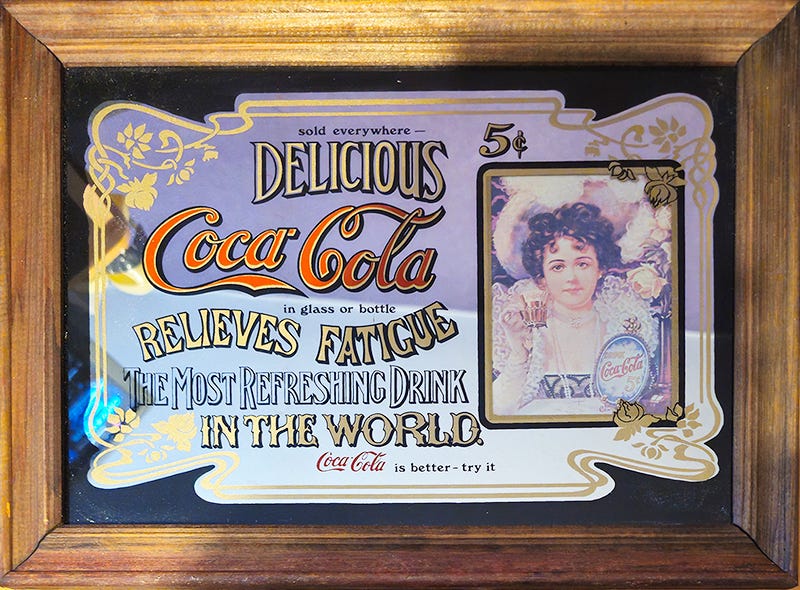 sold everywhere —
5¢
DELICIOUS
Coca-Cola
in glass or bottle
RELIEVES FATIGUE
THE MOST REFRESHING DRINK
IN THE WORLD.
Coca-Cola is better - try it
Coca-Cola
5¢